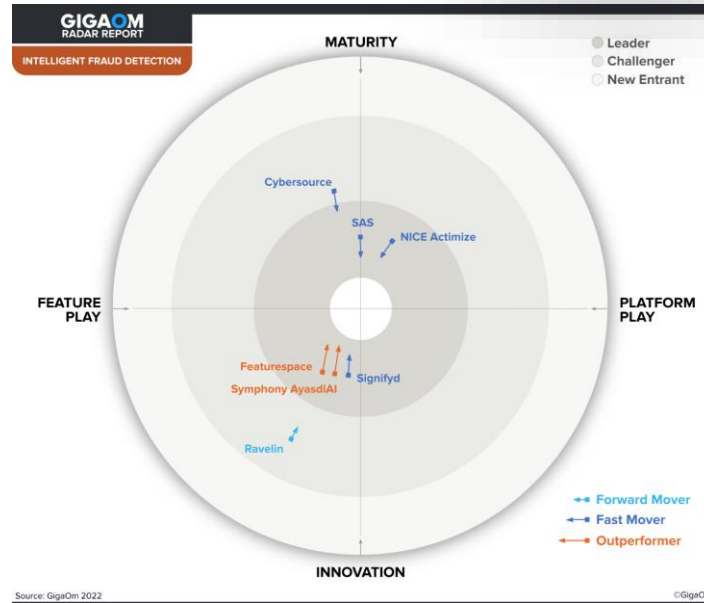 GIGAOM
RADAR REPORT
INTELLIGENT FRAUD DETECTION
MATURITY
Leader
Challenger
New Entrant
Cybersource
SAS
NICE Actimize
FEATURE
PLAY
PLATFORM
PLAY
Featurespace
Symphony AyasdiAI
Signifyd
Ravelin
Forward Mover
Fast Mover
Outperformer
INNOVATION
Source: GigaOm 2022